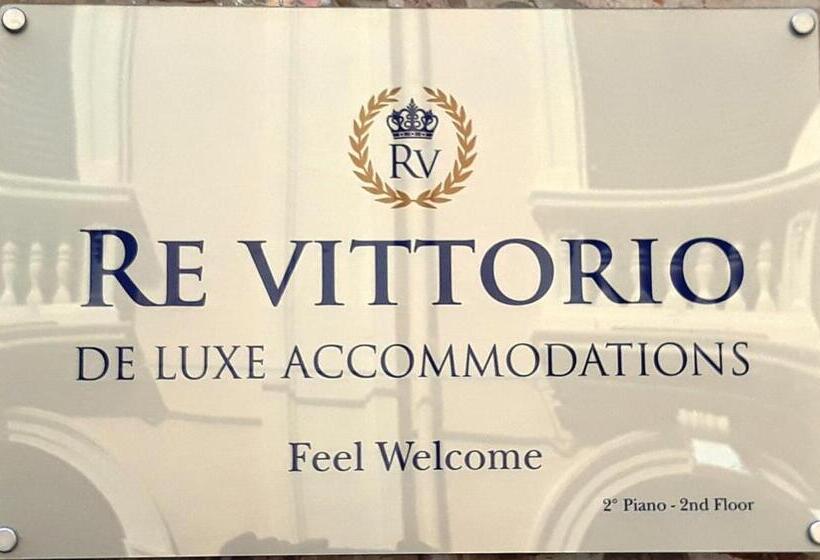 RV
RE VITTORIO
DE LUXE ACCOMMODATIONS
Feel Welcome
2° Piano - 2nd Floor